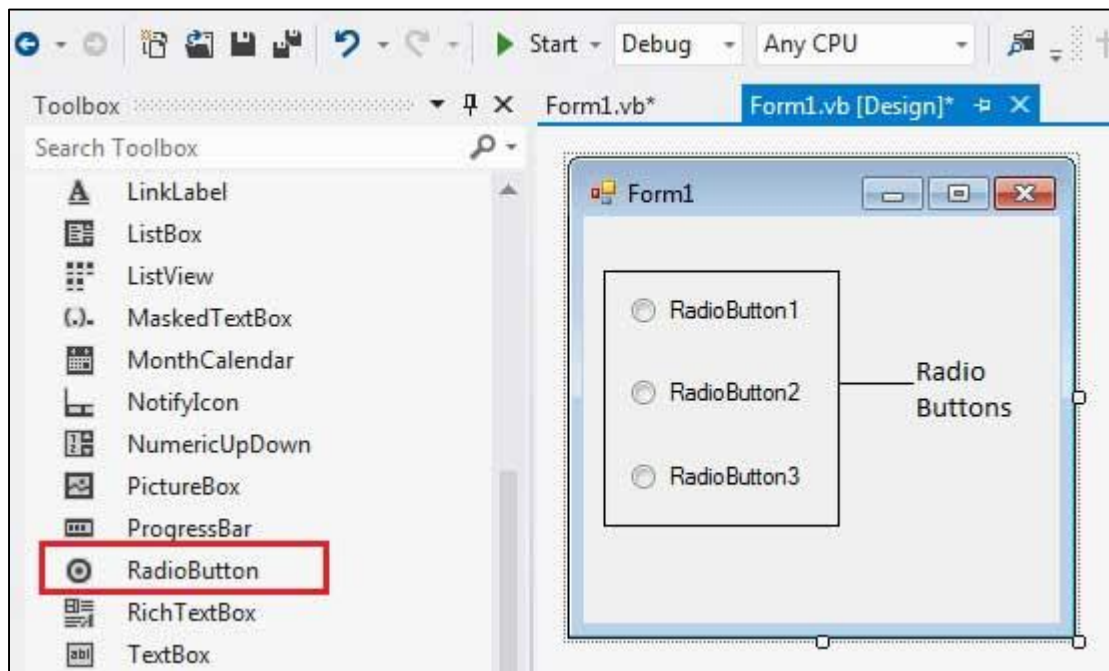 Start Debug Any CPU
Toolbox
Form1.vb* Form1.vb [Design]*
Search Toolbox
LinkLabel
ListBox
ListView
MaskedTextBox
MonthCalendar
NotifyIcon
NumericUpDown
PictureBox
ProgressBar
RadioButton
RichTextBox
abl TextBox
Form1
RadioButton1
RadioButton2
RadioButton3
Radio
Buttons